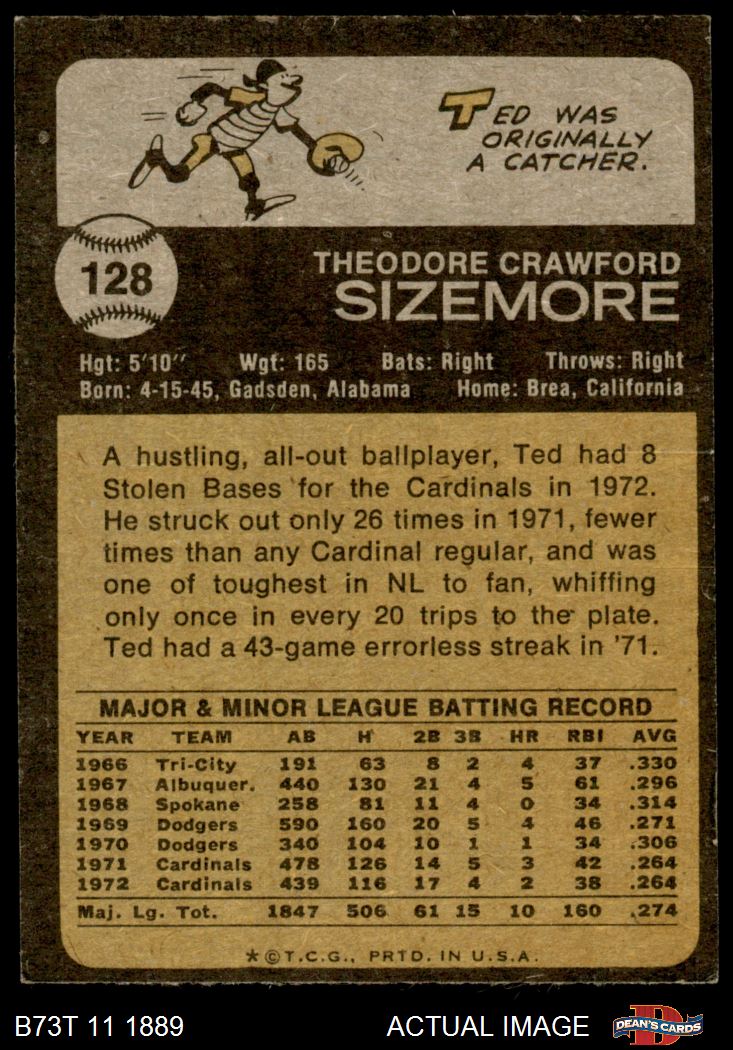 TED WAS
ORIGINALLY
A CATCHER.
128
THEODORE CRAWFORD
SIZEMORE
Hgt: 5'10" Wgt: 165 Bats: Right Throws: Right
Born: 4-15-45, Gadsden, Alabama Home: Brea, California
A hustling, all-out ballplayer, Ted had 8
Stolen Bases for the Cardinals in 1972.
He struck out only 26 times in 1971, fewer
times than any Cardinal regular, and was
one of toughest in NL to fan, whiffing
only once in every 20 trips to the plate.
Ted had a 43-game errorless streak in '71.
MAJOR & MINOR LEAGUE BATTING RECORD
YEAR TEAM AB H 2B 3B HR RBI AVG
1966 Tri-City 191 63 8 2 4 37 .330
1967 Albuquer. 440 130 21 4 5 61 .296
1968 Spokane 258 81 11 4 0 34 .314
1969 Dodgers 590 160 20 5 4 46 .271
1970 Dodgers 340 104 10 1 1 34 .306
1971 Cardinals 478 126 14 5 3 42 .264
1972 Cardinals 439 116 17 4 2 38 .264
Maj. Lg. Tot. 1847 506 61 15 10 160 .274
*©T.C.G., PRTD. IN U.S.A.
B73T 11 1889 ACTUAL IMAGE DEAN'S CARDS